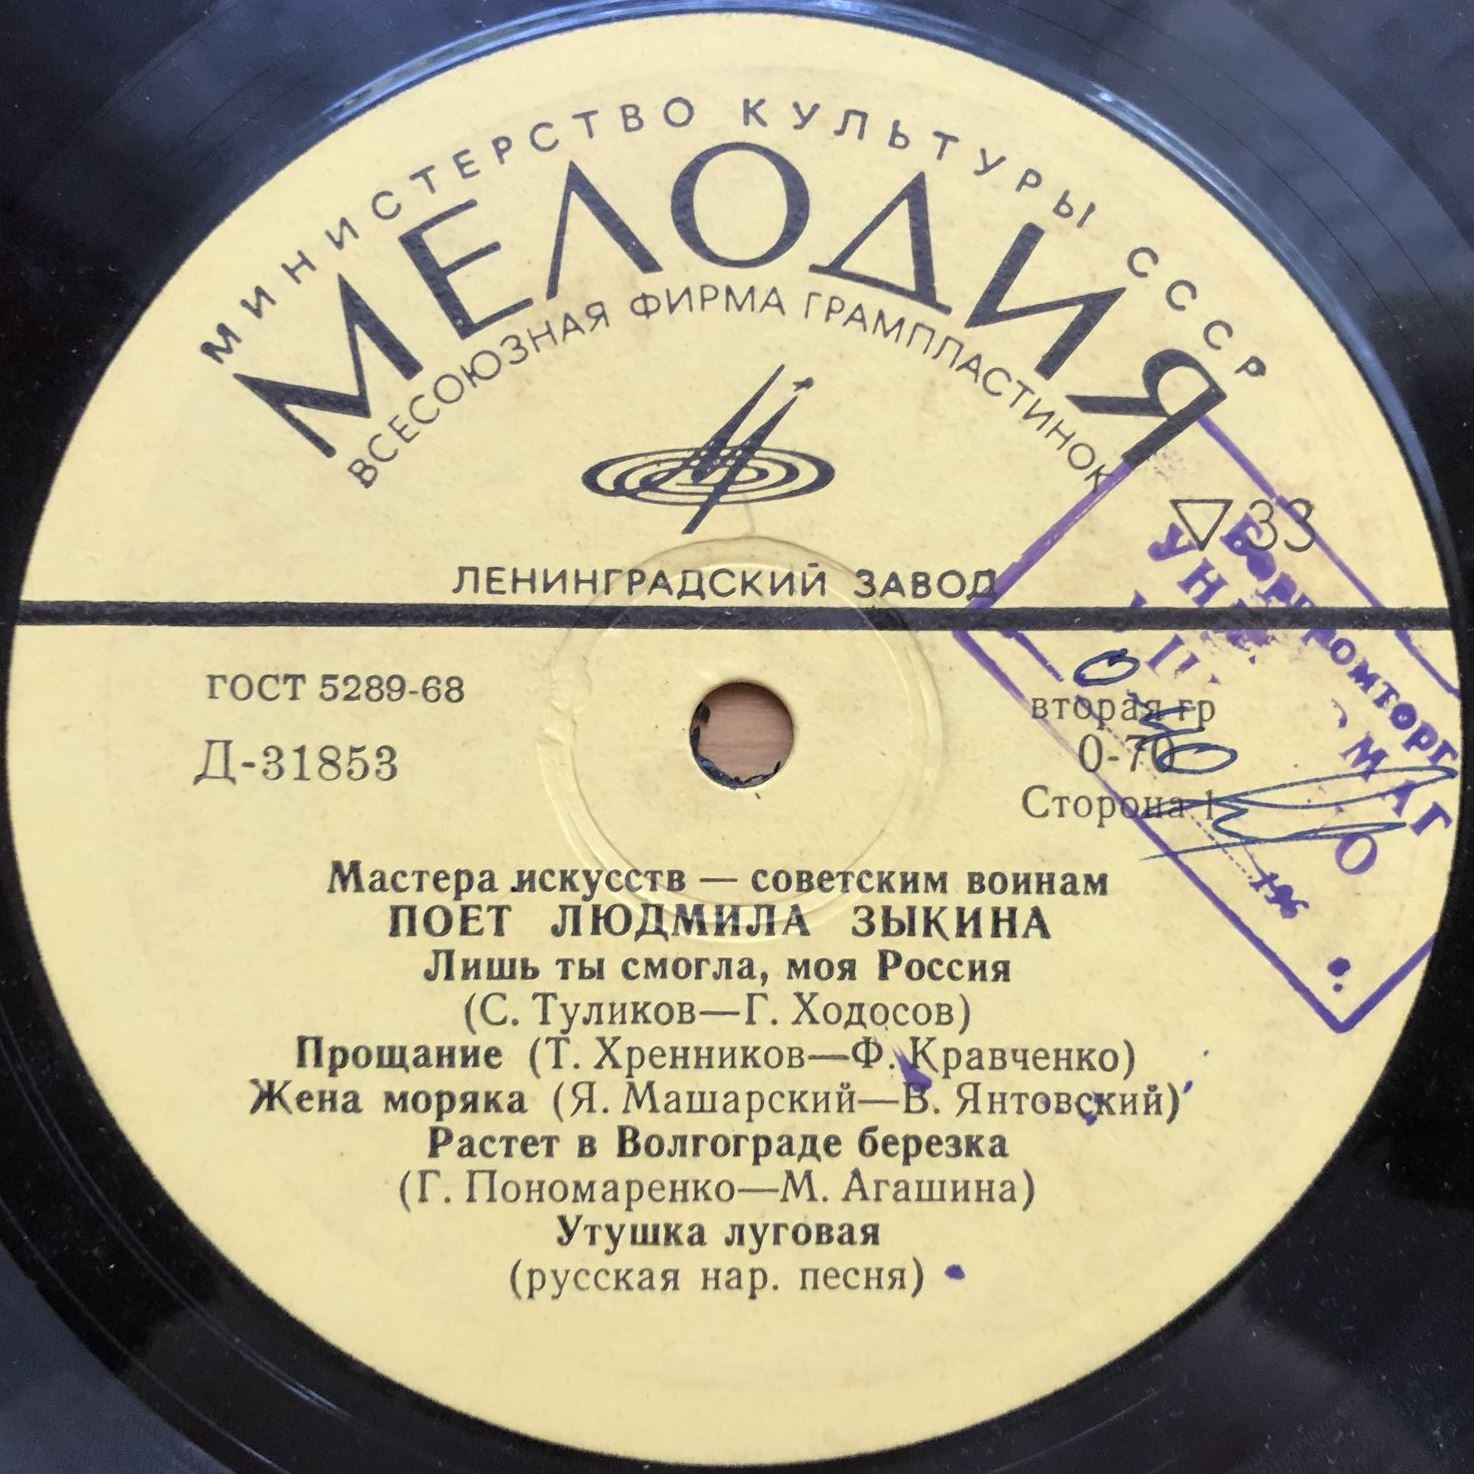 МИНИСТЕРСТВО КУЛЬТУРЫ СССР
МЕЛОДИЯ
ВСЕСОЮЗНАЯ ФИРМА ГРАМПЛАСТИНОК
33
ЛЕНИНГРАДСКИЙ ЗАВОД
ГОСТ 5289-68
Д-31853
вторая гр
0-70
Сторона 1
Мастера искусств — советским воинам
ПОЕТ ЛЮДМИЛА ЗЫКИНА
Лишь ты смогла, моя Россия
(С. Туликов—Г. Ходосов)
Прощание (Т. Хренников—Ф. Кравченко)
Жена моряка (Я. Машарский—В. Янтовский)
Растет в Волгограде березка
(Г. Пономаренко—М. Агашина)
Утушка луговая
(русская нар. песня)
196